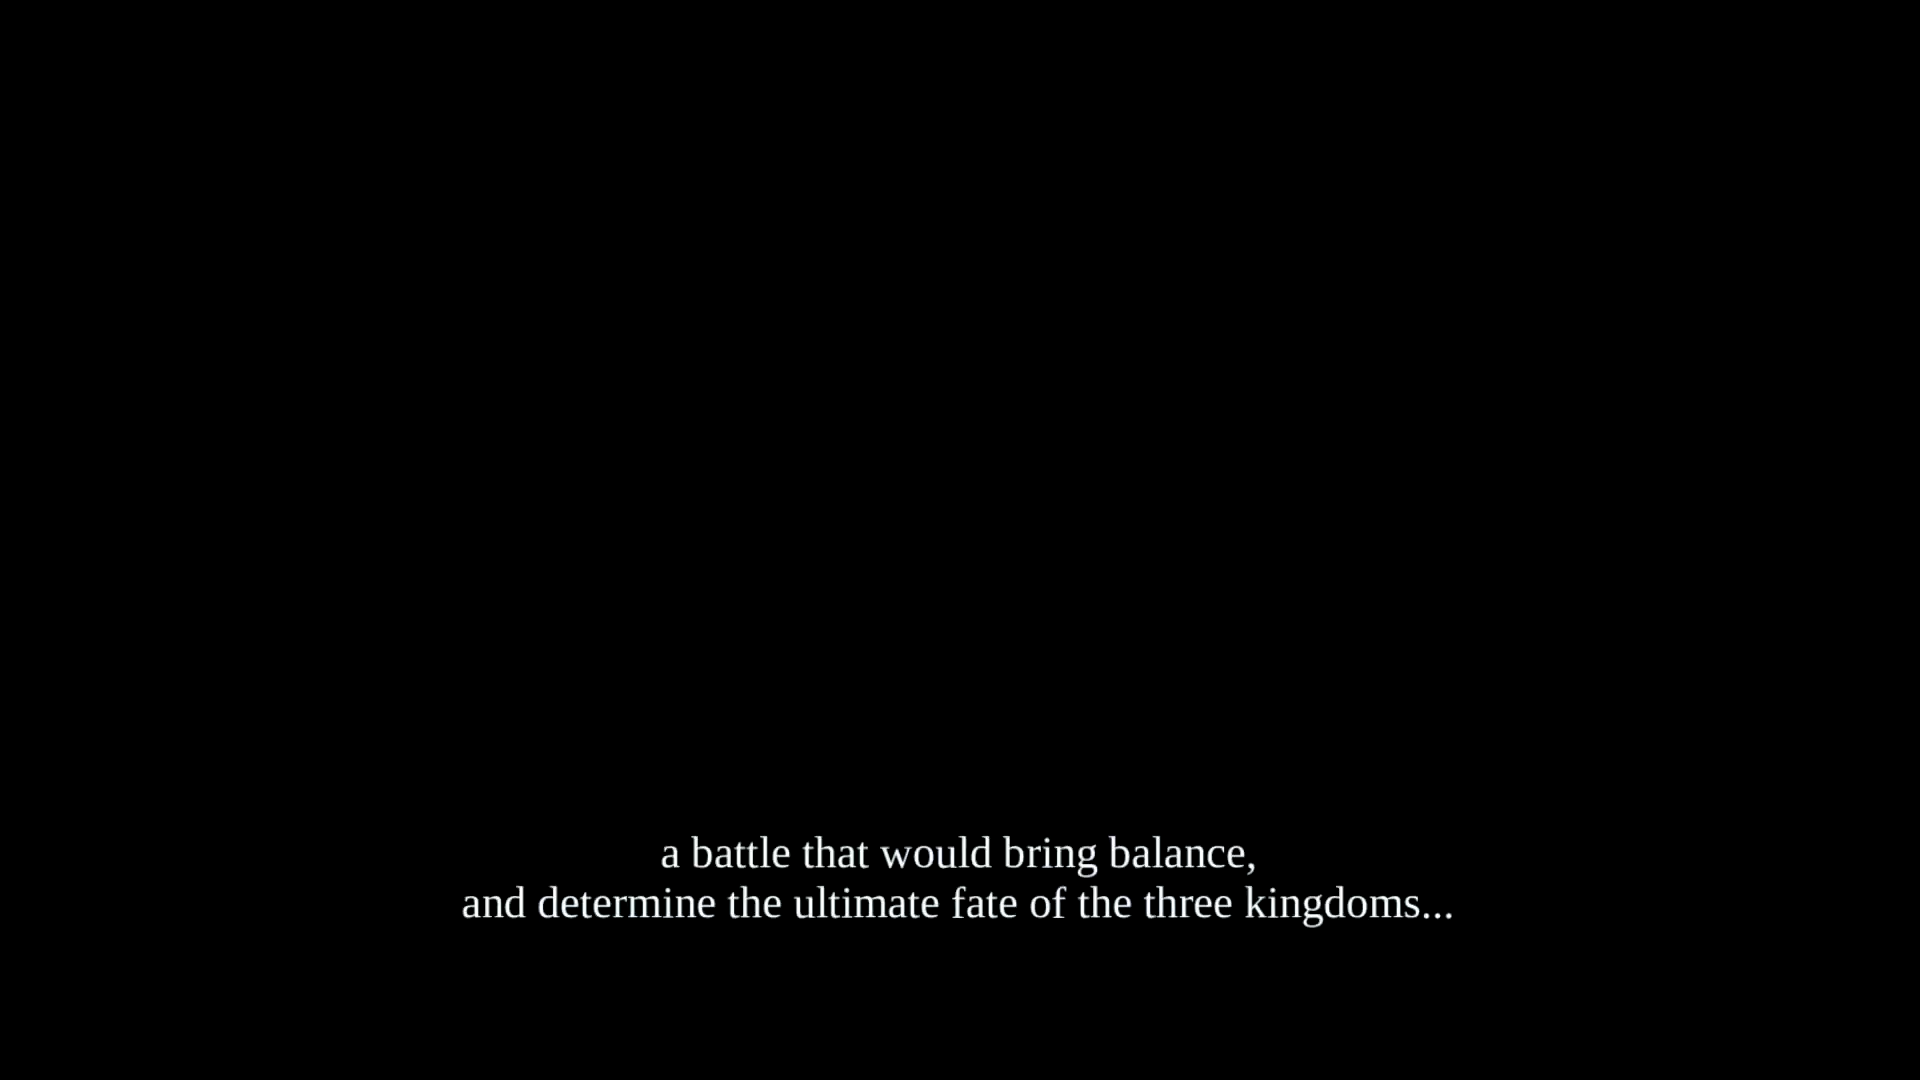 a battle that would bring balance,
and determine the ultimate fate of the three kingdoms...